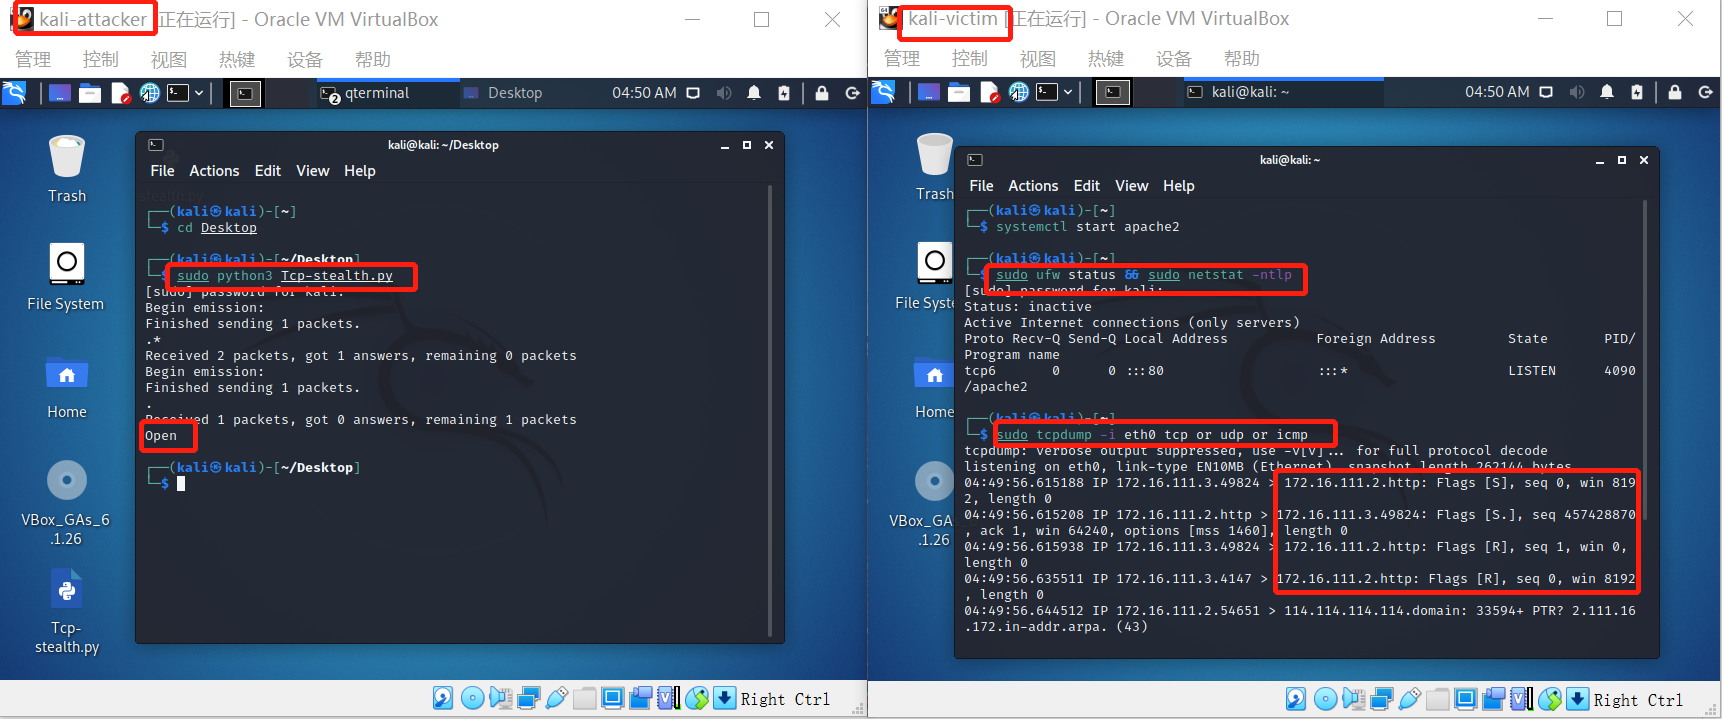 kali-attacker [正在运行] - Oracle VM VirtualBox
管理 控制 视图 热键 设备 帮助
qterminal
2
Desktop
04:50 AM
Trash
File System
Home
VBox_GAs_6
.1.26
Tcp-
stealth.py
kali@kali: ~/Desktop
File Actions Edit View Help
(kali㉿kali)-[~]
$ cd Desktop
(kali㉿kali)-[~/Desktop]
$ sudo python3 Tcp-stealth.py
[sudo] password for kali:
Begin emission:
Finished sending 1 packets.
.*
Received 2 packets, got 1 answers, remaining 0 packets
Begin emission:
Finished sending 1 packets.
.
Received 1 packets, got 0 answers, remaining 1 packets
Open
(kali㉿kali)-[~/Desktop]
$
Right Ctrl
kali-victim [正在运行] - Oracle VM VirtualBox
管理 控制 视图 热键 设备 帮助
kali@kali: ~
04:50 AM
Trash
File Syste
Home
VBox_GA
.1.26
kali@kali: ~
File Actions Edit View Help
(kali㉿kali)-[~]
$ systemctl start apache2
(kali㉿kali)-[~]
$ sudo ufw status && sudo netstat -ntlp
[sudo] password for kali:
Status: inactive
Active Internet connections (only servers)
Proto Recv-Q Send-Q Local Address Foreign Address State PID/
Program name
tcp6 0 0 :::80 :::* LISTEN 4090
/apache2
(kali㉿kali)-[~]
$ sudo tcpdump -i eth0 tcp or udp or icmp
tcpdump: verbose output suppressed, use -v[v]... for full protocol decode
listening on eth0, link-type EN10MB (Ethernet), snapshot length 262144 bytes
04:49:56.615188 IP 172.16.111.3.49824 > 172.16.111.2.http: Flags [S], seq 0, win 819
2, length 0
04:49:56.615208 IP 172.16.111.2.http > 172.16.111.3.49824: Flags [S.], seq 457428870
, ack 1, win 64240, options [mss 1460], length 0
04:49:56.615938 IP 172.16.111.3.49824 > 172.16.111.2.http: Flags [R], seq 1, win 0,
length 0
04:49:56.635511 IP 172.16.111.3.4147 > 172.16.111.2.http: Flags [R], seq 0, win 8192
, length 0
04:49:56.644512 IP 172.16.111.2.54651 > 114.114.114.114.domain: 33594+ PTR? 2.111.16
.172.in-addr.arpa. (43)
Right Ctrl